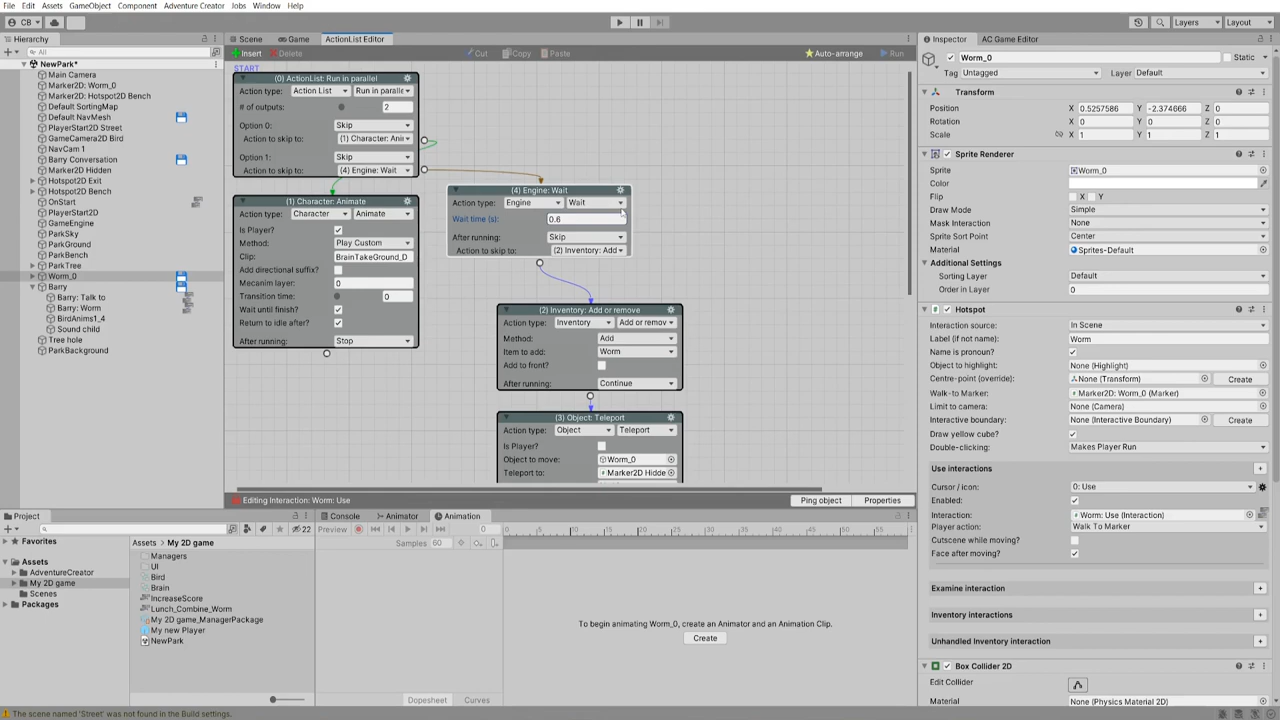 File Edit Assets GameObject Component Adventure Creator Jobs Window Help
CB Layers Layout
Hierarchy
All
NewPark*
Main Camera
Marker2D: Worm_0
Marker2D: Hotspot2D Bench
Default SortingMap
Default NavMesh
PlayerStart2D Street
GameCamera2D Bird
NavCam 1
Barry Conversation
Marker2D Hidden
Hotspot2D Exit
Hotspot2D Bench
OnStart
PlayerStart2D
GameEngine
ParkSky
ParkGround
ParkBench
ParkTree
Worm_0
Barry
Barry: Talk to
Barry: Worm
BirdAnims1_4
Sound child
Tree hole
ParkBackground
Scene Game ActionList Editor
Insert Delete Cut Copy Paste Auto-arrange Run
START
(0) ActionList: Run in parallel
Action type: Action List Run in paralle
# of outputs: 2
Option 0: Skip
Action to skip to: (1) Character: Ani
Option 1: Skip
Action to skip to: (4) Engine: Wait
(1) Character: Animate
Action type: Character Animate
Is Player?
Method: Play Custom
Clip: BrainTakeGround_D
Add directional suffix?
Mecanim layer: 0
Transition time: 0
Wait until finish?
Return to idle after?
After running: Stop
(4) Engine: Wait
Action type: Engine Wait
Wait time (s): 0.6
After running: Skip
Action to skip to: (2) Inventory: Add
(2) Inventory: Add or remove
Action type: Inventory Add or remov
Method: Add
Item to add: Worm
Add to front?
After running: Continue
(3) Object: Teleport
Action type: Object Teleport
Is Player?
Object to move: Worm_0
Teleport to: Marker2D Hidde
Editing Interaction: Worm: Use Ping object Properties
Inspector AC Game Editor
Worm_0 Static
Tag Untagged Layer Default
Transform
Position X 0.5257586 Y -2.374666 Z 0
Rotation X 0 Y 0 Z 0
Scale X 1 Y 1 Z 1
Sprite Renderer
Sprite Worm_0
Color
Flip X Y
Draw Mode Simple
Mask Interaction None
Sprite Sort Point Center
Material Sprites-Default
Additional Settings
Sorting Layer Default
Order in Layer 0
Hotspot
Interaction source: In Scene
Label (if not name): Worm
Name is pronoun?
Object to highlight: None (Highlight)
Centre-point (override): None (Transform) Create
Walk-to Marker: Marker2D: Worm_0 (Marker)
Limit to camera: None (Camera)
Interactive boundary: None (Interactive Boundary) Create
Draw yellow cube?
Double-clicking: Makes Player Run
Use interactions
Cursor / icon: 0: Use
Enabled:
Interaction: Worm: Use (Interaction)
Player action: Walk To Marker
Cutscene while moving?
Face after moving?
Examine interaction
Inventory interactions
Unhandled Inventory interaction
Box Collider 2D
Edit Collider
Material None (Physics Material 2D)
Project
22
Favorites
Assets
AdventureCreator
My 2D game
Scenes
Packages
Assets > My 2D game
Managers
UI
Bird
Brain
IncreaseScore
Lunch_Combine_Worm
My 2D game_ManagerPackage
My new Player
NewPark
Console Animator Animation
Preview 0
Samples 60
0 5 10 15 20 25 30 35 40 45 50 55
To begin animating Worm_0, create an Animator and an Animation Clip.
Create
Dopesheet Curves
The scene named 'Street' was not found in the Build settings.